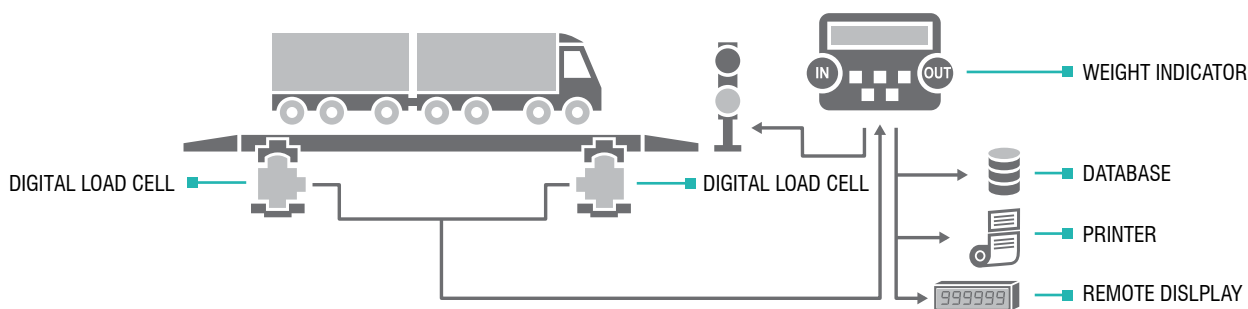 IN
OUT
WEIGHT INDICATOR
DIGITAL LOAD CELL
DIGITAL LOAD CELL
DATABASE
PRINTER
REMOTE DISLPLAY
999999